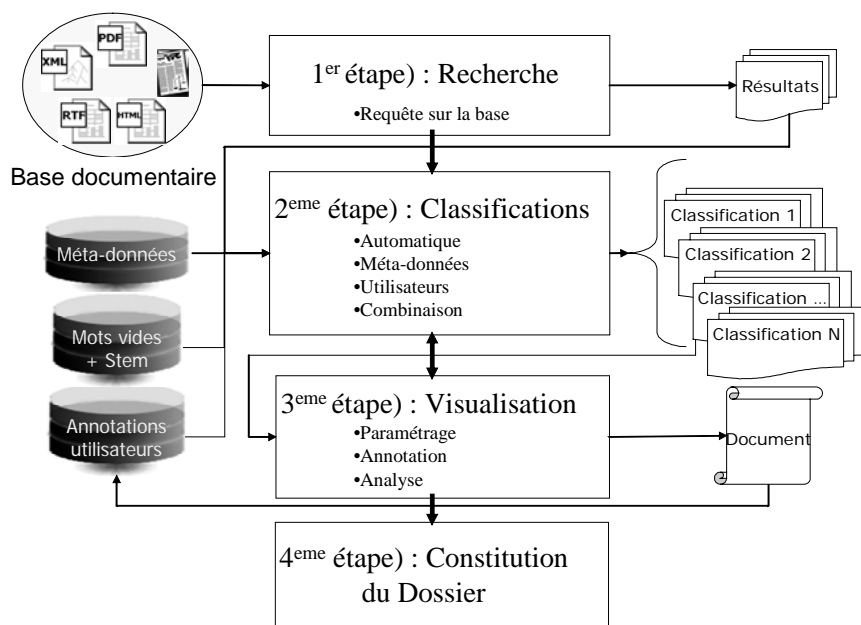 PDF
XML
RTF
HTML
Base documentaire
1er étape) : Recherche
•Requête sur la base
Résultats
Méta-données
Mots vides
+ Stem
Annotations
utilisateurs
2eme étape) : Classifications
•Automatique
•Méta-données
•Utilisateurs
•Combinaison
Classification 1
Classification 2
Classification ...
Classification N
3eme étape) : Visualisation
•Paramétrage
•Annotation
•Analyse
Document
4eme étape) : Constitution
du Dossier